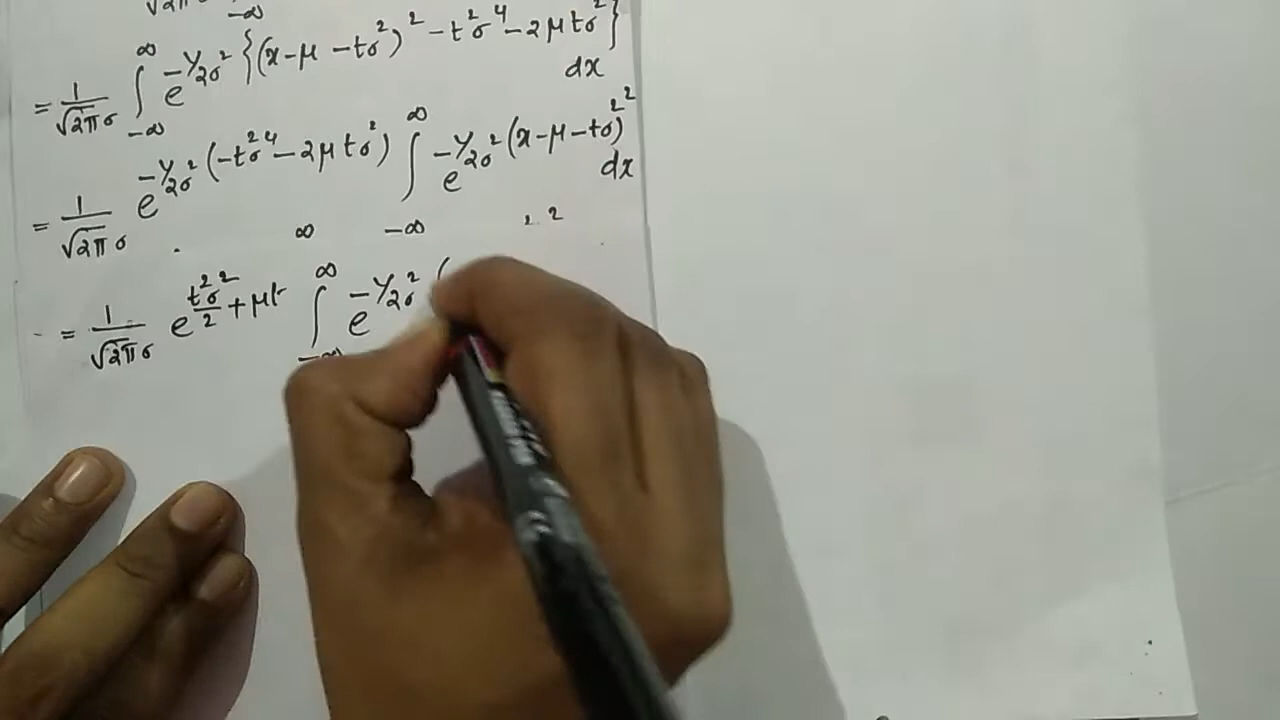 √2π σ -∞
= 1/√2π σ ∫_{-∞}^{∞} e^{-1/2σ² {(x-μ-tσ²)² - t²σ⁴ - 2μtσ²}} dx
= 1/√2π σ e^{-1/2σ² (-t²σ⁴ - 2μtσ²)} ∫_{-∞}^{∞} e^{-1/2σ² (x-μ-tσ²)²} dx
= 1/√2π σ e^{t²σ²/2 + μt} ∫_{-∞}^{∞} e^{-1/2σ² (